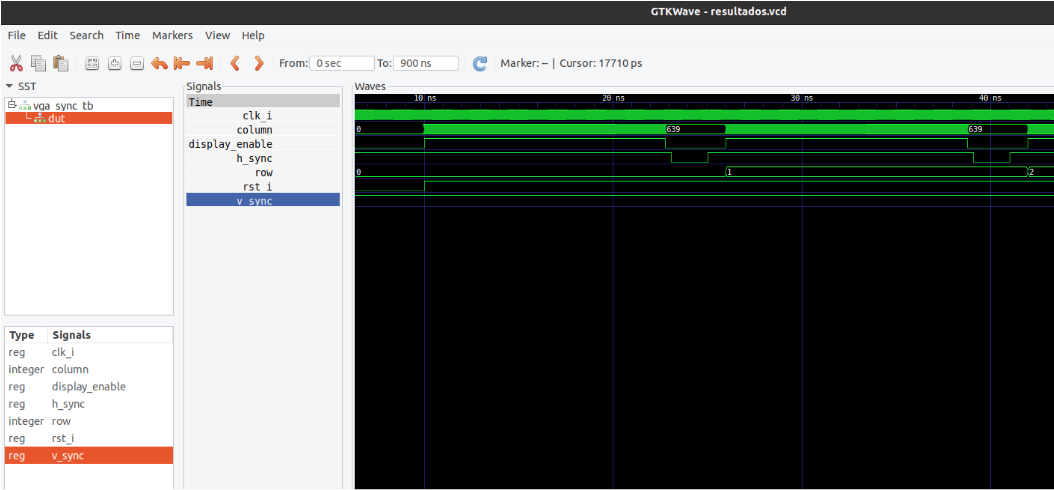 GTKWave - resultados.vcd
File Edit Search Time Markers View Help
From: 0 sec To: 900 ns Marker: -- | Cursor: 17710 ps
SST
vga_sync_tb
dut
Type Signals
reg clk_i
integer column
reg display_enable
reg h_sync
integer row
reg rst_i
reg v_sync
Signals
Time
clk_i
column
display_enable
h_sync
row
rst_i
v_sync
Waves
10 ns 20 ns 30 ns 40 ns
0 639 639
0 1 2